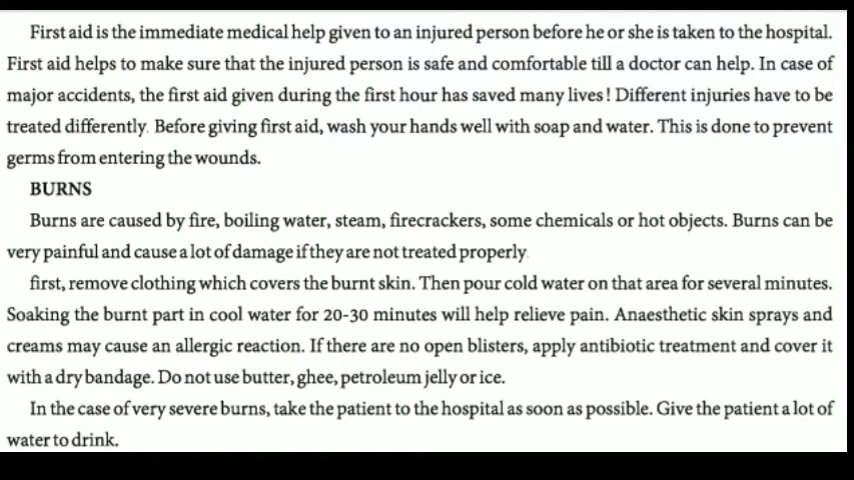 First aid is the immediate medical help given to an injured person before he or she is taken to the hospital.
First aid helps to make sure that the injured person is safe and comfortable till a doctor can help. In case of
major accidents, the first aid given during the first hour has saved many lives! Different injuries have to be
treated differently. Before giving first aid, wash your hands well with soap and water. This is done to prevent
germs from entering the wounds.
BURNS
Burns are caused by fire, boiling water, steam, firecrackers, some chemicals or hot objects. Burns can be
very painful and cause a lot of damage if they are not treated properly.
first, remove clothing which covers the burnt skin. Then pour cold water on that area for several minutes.
Soaking the burnt part in cool water for 20-30 minutes will help relieve pain. Anaesthetic skin sprays and
creams may cause an allergic reaction. If there are no open blisters, apply antibiotic treatment and cover it
with a dry bandage. Do not use butter, ghee, petroleum jelly or ice.
In the case of very severe burns, take the patient to the hospital as soon as possible. Give the patient a lot of
water to drink.